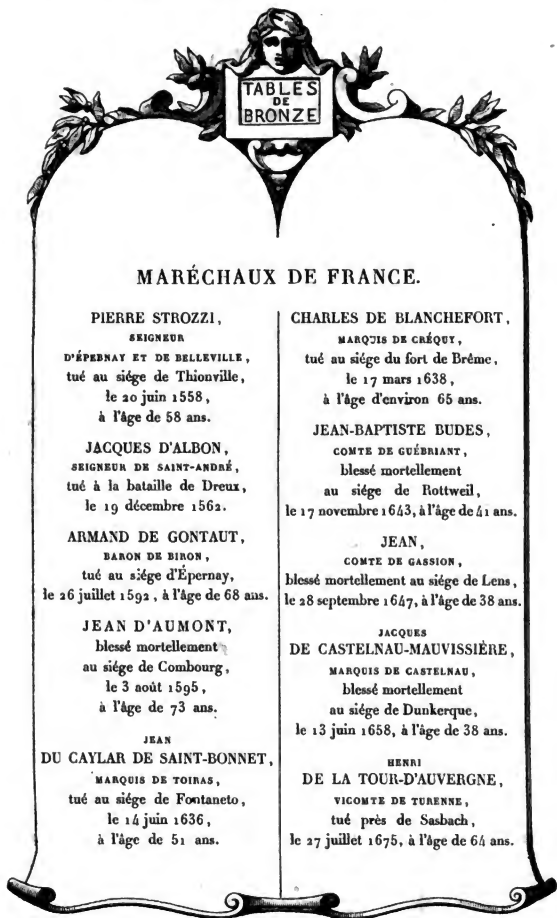 TABLES
DE
BRONZE
MARÉCHAUX DE FRANCE.
PIERRE STROZZI,
SEIGNEUR
D'ÉPERNAY ET DE BELLEVILLE,
tué au siége de Thionville,
le 20 juin 1558,
à l'âge de 58 ans.
JACQUES D'ALBON,
SEIGNEUR DE SAINT-ANDRÉ,
tué à la bataille de Dreux,
le 19 décembre 1562.
ARMAND DE GONTAUT,
BARON DE BIRON,
tué au siége d'Épernay,
le 26 juillet 1592, à l'âge de 68 ans.
JEAN D'AUMONT,
blessé mortellement
au siége de Combourg,
le 3 août 1595,
à l'âge de 73 ans.
JEAN
DU CAYLAR DE SAINT-BONNET,
MARQUIS DE TOIRAS,
tué au siége de Fontaneto,
le 14 juin 1636,
à l'âge de 51 ans.
CHARLES DE BLANCHEFORT,
MARQUIS DE CRÉQUY,
tué au siége du fort de Brême,
le 17 mars 1638,
à l'âge d'environ 65 ans.
JEAN-BAPTISTE BUDES,
COMTE DE GUÉBRIANT,
blessé mortellement
au siége de Rottweil,
le 17 novembre 1643, à l'âge de 41 ans.
JEAN,
COMTE DE GASSION,
blessé mortellement au siége de Lens,
le 28 septembre 1647, à l'âge de 38 ans.
JACQUES
DE CASTELNAU-MAUVISSIÈRE,
MARQUIS DE CASTELNAU,
blessé mortellement
au siége de Dunkerque,
le 13 juin 1658, à l'âge de 38 ans.
HENRI
DE LA TOUR-D'AUVERGNE,
VICOMTE DE TURENNE,
tué près de Sasbach,
le 27 juillet 1675, à l'âge de 64 ans.